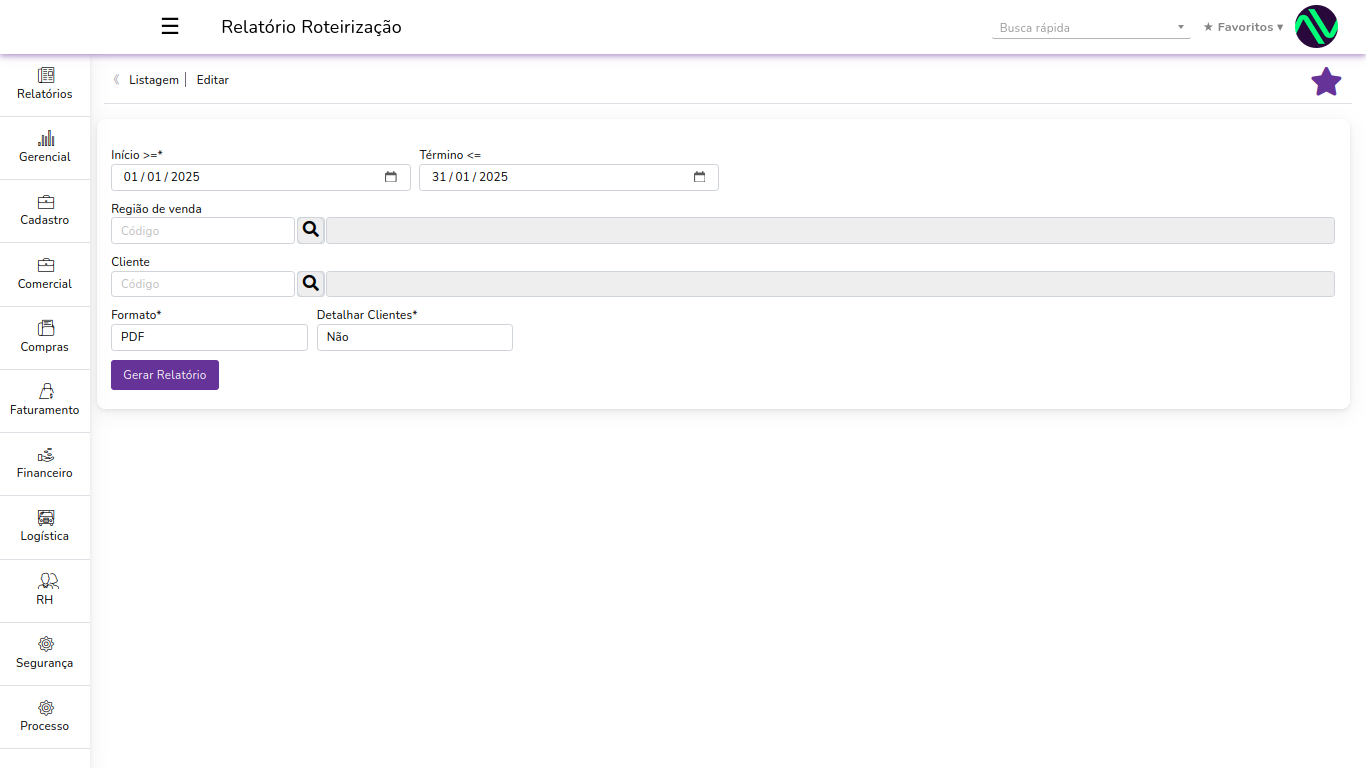 ☰ Relatório Roteirização Busca rápida ★ Favoritos ▾
Relatórios
Gerencial
Cadastro
Comercial
Compras
Faturamento
Financeiro
Logística
RH
Segurança
Processo
《 Listagem | Editar
Início >=* Término <=
01/01/2025 31/01/2025
Região de venda
Código
Cliente
Código
Formato* Detalhar Clientes*
PDF Não
Gerar Relatório